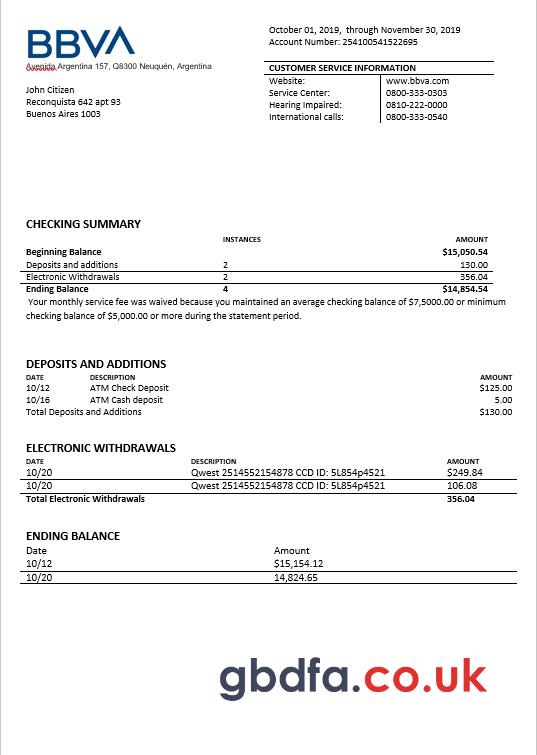 BBVA
October 01, 2019, through November 30, 2019
Account Number: 254100541522695
Avenida Argentina 157, Q8300 Neuquén, Argentina
CUSTOMER SERVICE INFORMATION
Website: www.bbva.com
Service Center: 0800-333-0303
Hearing Impaired: 0810-222-0000
International calls: 0800-333-0540
John Citizen
Reconquista 642 apt 93
Buenos Aires 1003
CHECKING SUMMARY
INSTANCES AMOUNT
Beginning Balance $15,050.54
Deposits and additions 2 130.00
Electronic Withdrawals 2 356.04
Ending Balance 4 $14,854.54
Your monthly service fee was waived because you maintained an average checking balance of $7,5000.00 or minimum
checking balance of $5,000.00 or more during the statement period.
DEPOSITS AND ADDITIONS
DATE DESCRIPTION AMOUNT
10/12 ATM Check Deposit $125.00
10/16 ATM Cash deposit 5.00
Total Deposits and Additions $130.00
ELECTRONIC WITHDRAWALS
DATE DESCRIPTION AMOUNT
10/20 Qwest 2514552154878 CCD ID: 5L854p4521 $249.84
10/20 Qwest 2514552154878 CCD ID: 5L854p4521 106.08
Total Electronic Withdrawals 356.04
ENDING BALANCE
Date Amount
10/12 $15,154.12
10/20 14,824.65
gbdfa.co.uk